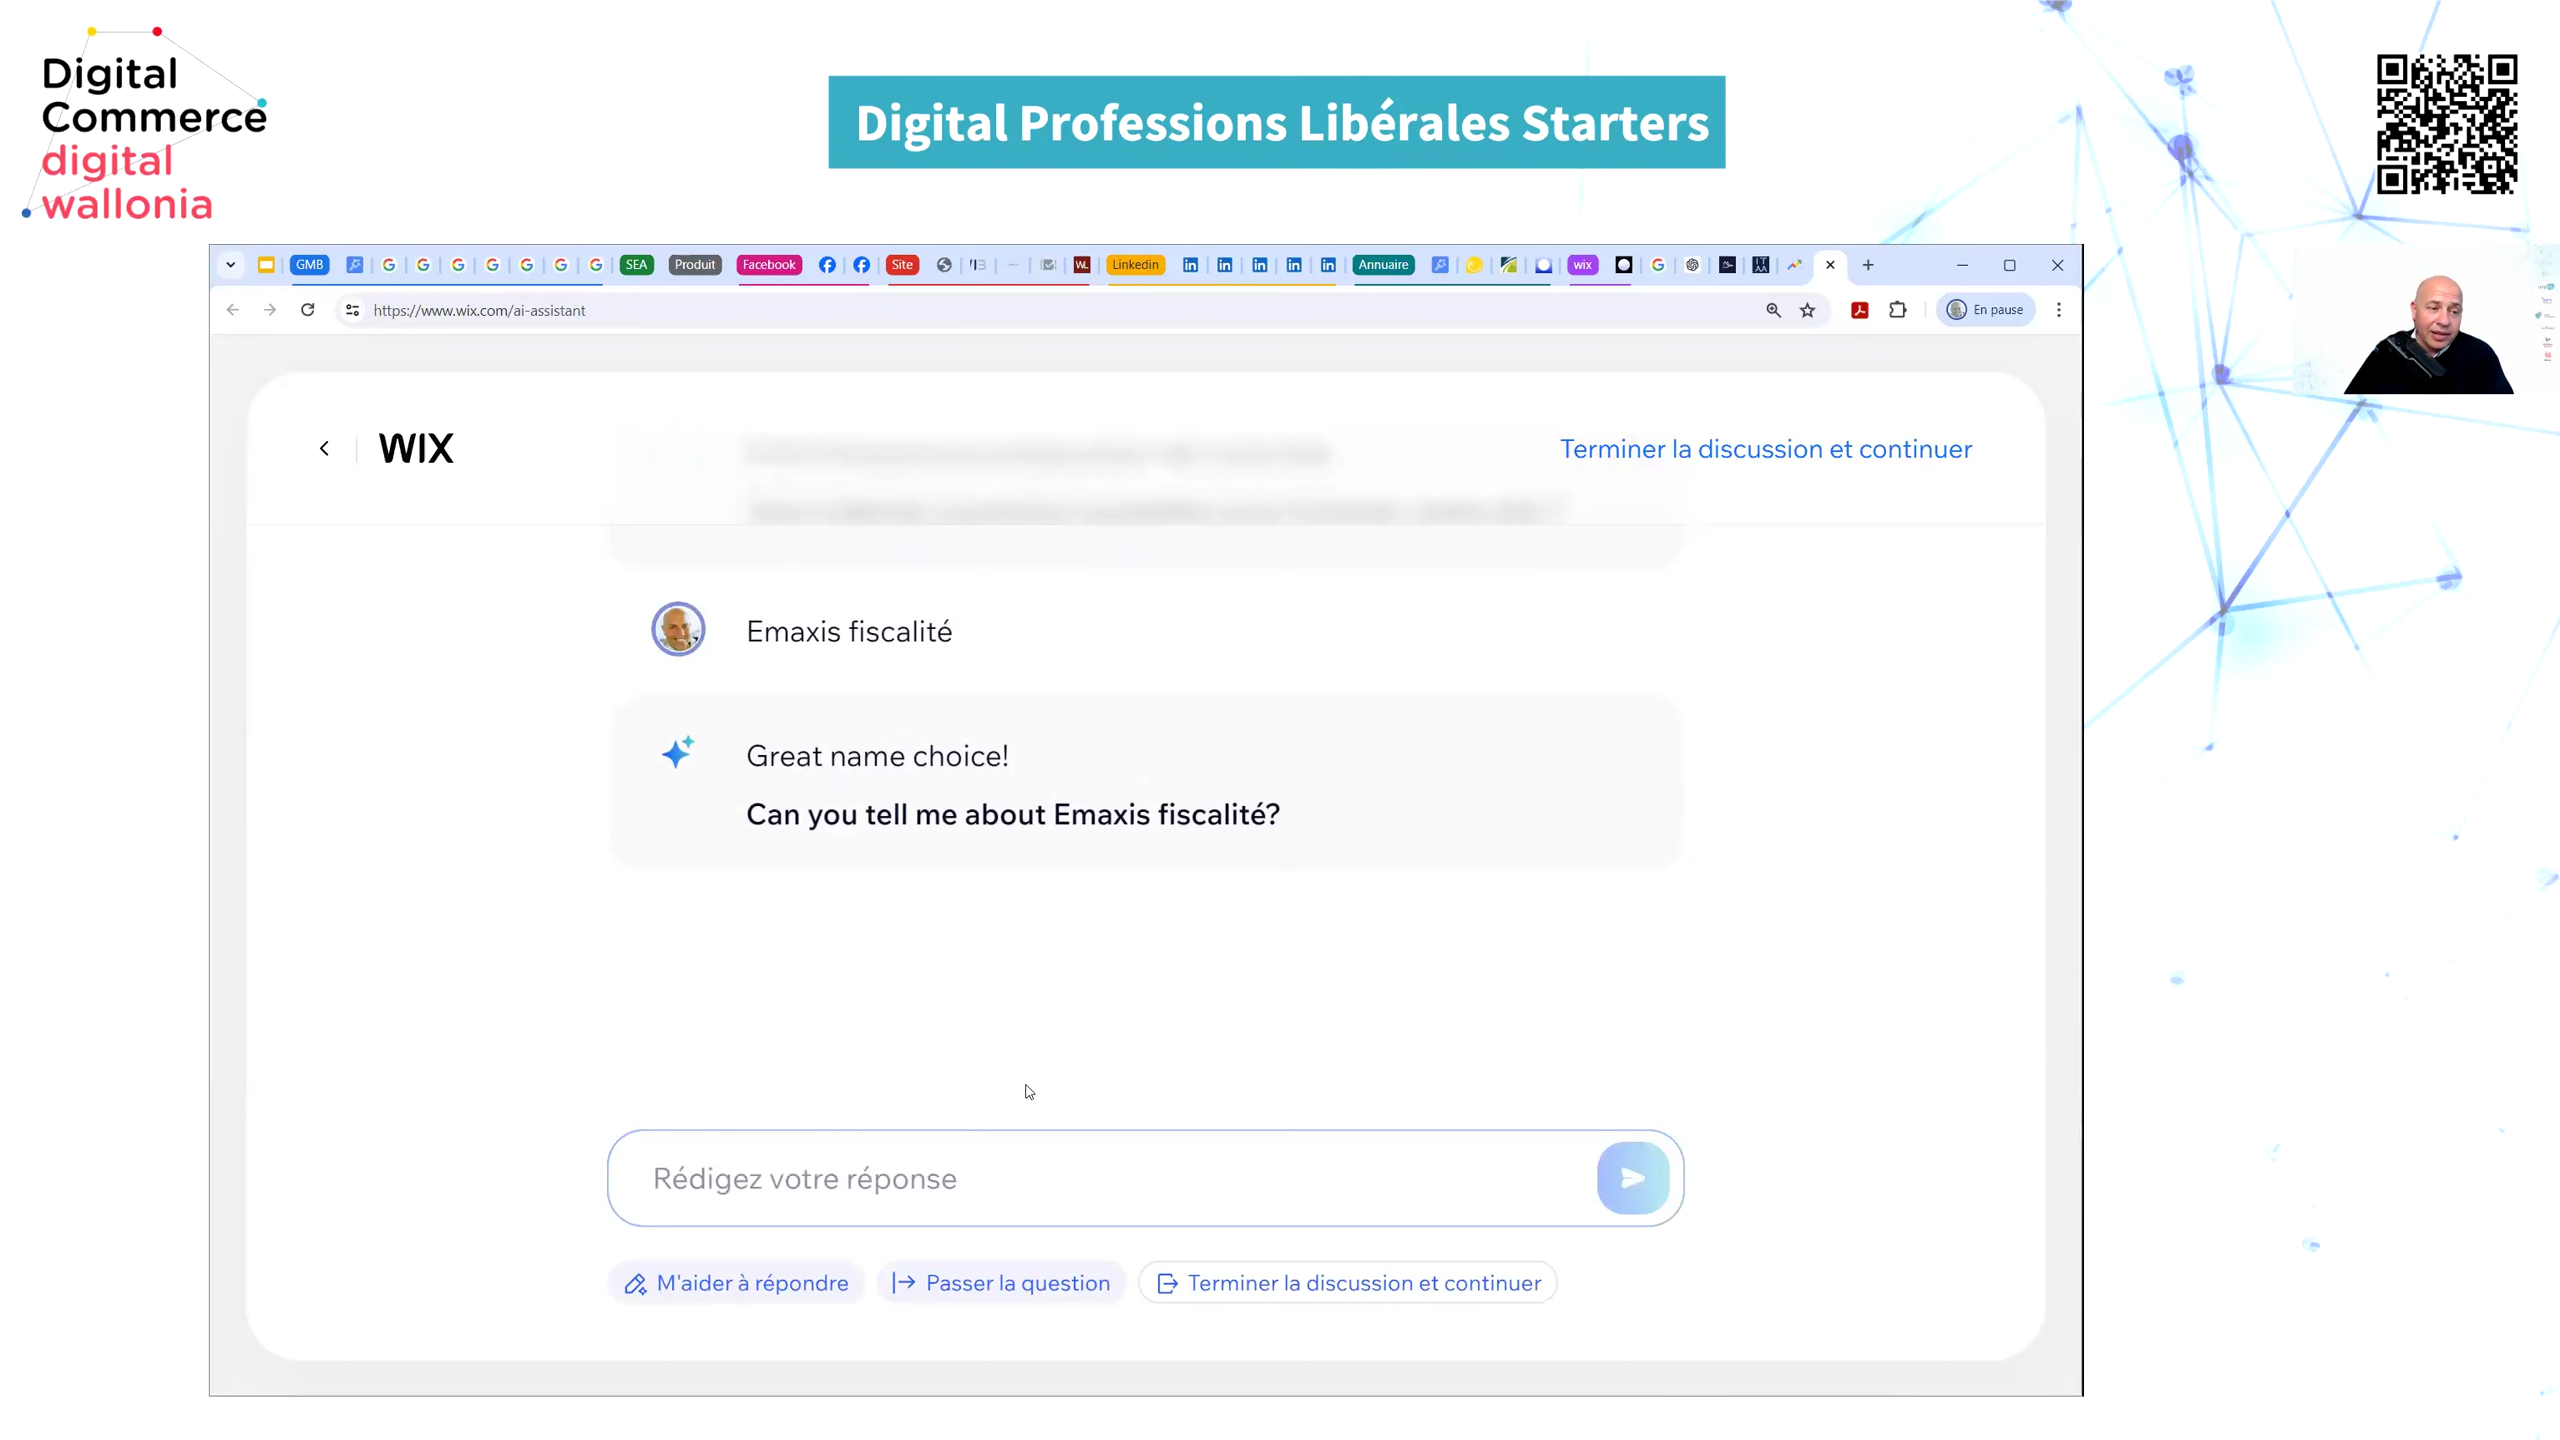 Digital
Commerce
digital
wallonia
Digital Professions Libérales Starters
GMB
SEA
Produit
Facebook
Site
Linkedin
Annuaire
wix
https://www.wix.com/ai-assistant
En pause
WIX
Terminer la discussion et continuer
Emaxis fiscalité
Great name choice!
Can you tell me about Emaxis fiscalité?
Rédigez votre réponse
M'aider à répondre
Passer la question
Terminer la discussion et continuer